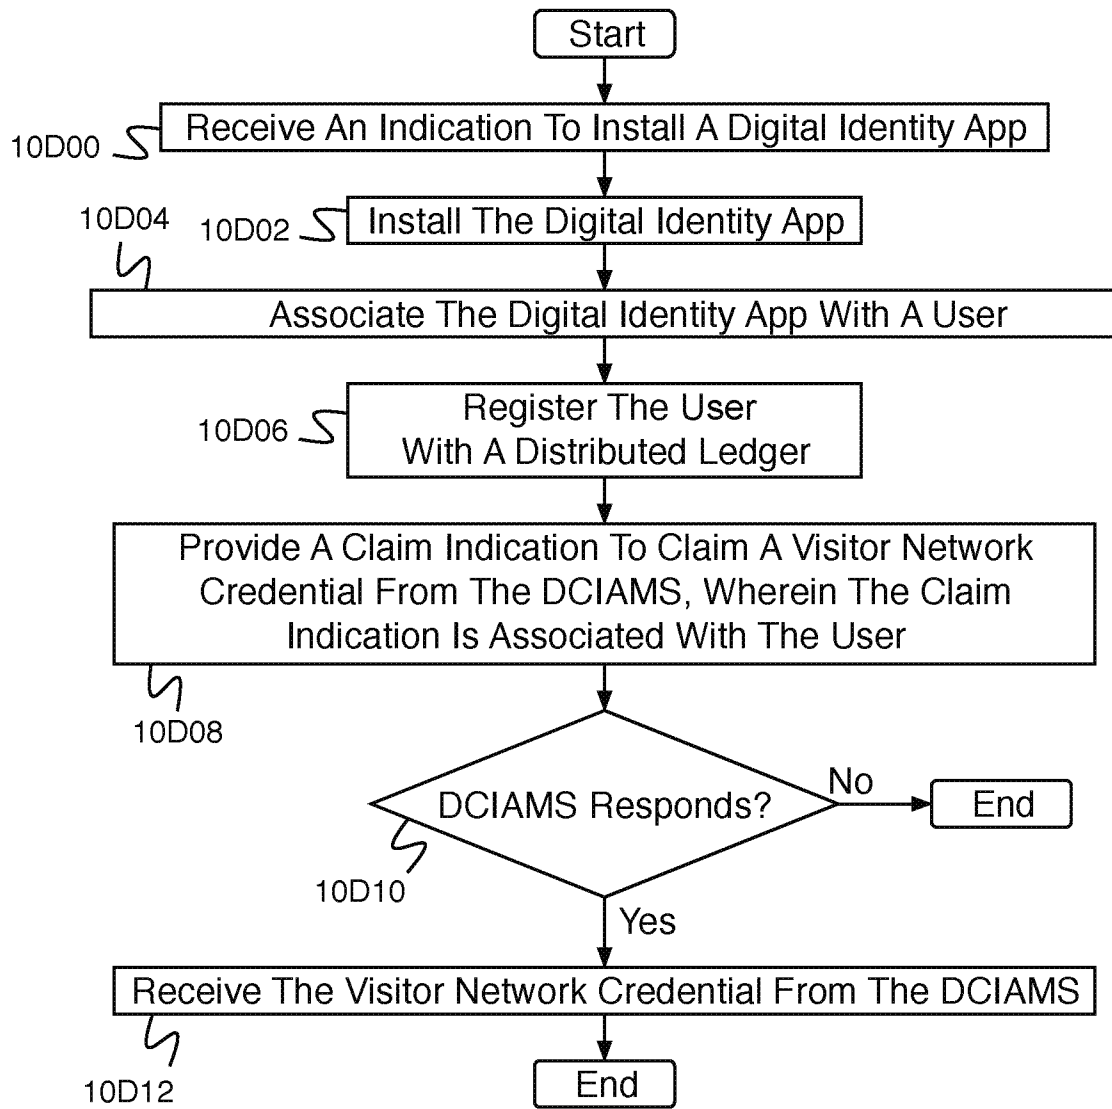 Start
Receive An Indication To Install A Digital Identity App
10D00
10D04
10D02
Install The Digital Identity App
Associate The Digital Identity App With A User
Register The User
With A Distributed Ledger
10D06
Provide A Claim Indication To Claim A Visitor Network
Credential From The DCIAMS, Wherein The Claim
Indication Is Associated With The User
10D08
DCIAMS Responds?
No
End
10D10
Yes
Receive The Visitor Network Credential From The DCIAMS
10D12
End